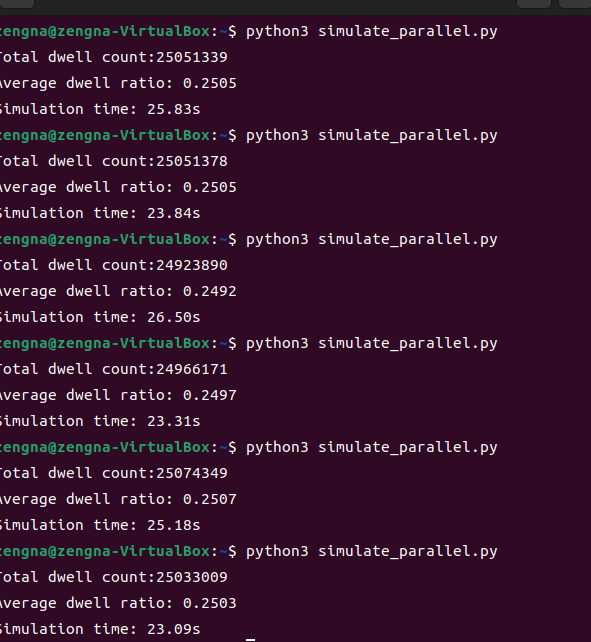 zengna@zengna-VirtualBox:~$ python3 simulate_parallel.py
Total dwell count:25051339
Average dwell ratio: 0.2505
Simulation time: 25.83s
zengna@zengna-VirtualBox:~$ python3 simulate_parallel.py
Total dwell count:25051378
Average dwell ratio: 0.2505
Simulation time: 23.84s
zengna@zengna-VirtualBox:~$ python3 simulate_parallel.py
Total dwell count:24923890
Average dwell ratio: 0.2492
Simulation time: 26.50s
zengna@zengna-VirtualBox:~$ python3 simulate_parallel.py
Total dwell count:24966171
Average dwell ratio: 0.2497
Simulation time: 23.31s
zengna@zengna-VirtualBox:~$ python3 simulate_parallel.py
Total dwell count:25074349
Average dwell ratio: 0.2507
Simulation time: 25.18s
zengna@zengna-VirtualBox:~$ python3 simulate_parallel.py
Total dwell count:25033009
Average dwell ratio: 0.2503
Simulation time: 23.09s